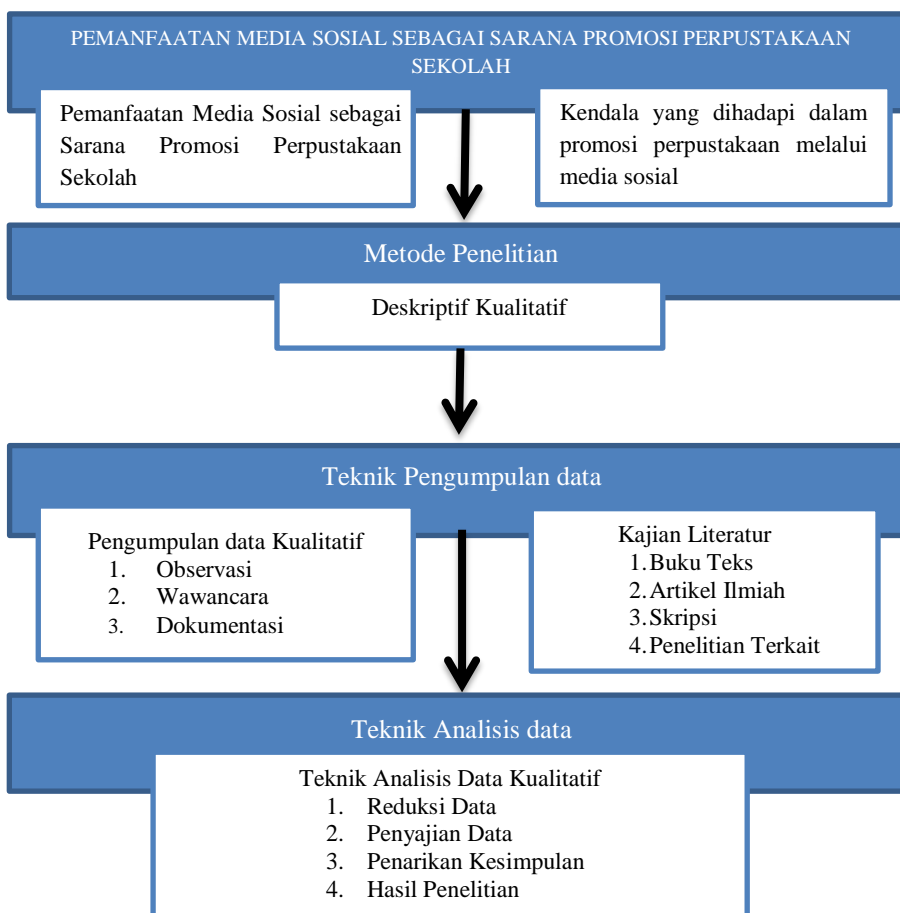 PEMANFAATAN MEDIA SOSIAL SEBAGAI SARANA PROMOSI PERPUSTAKAAN
SEKOLAH
Pemanfaatan Media Sosial sebagai
Sarana Promosi Perpustakaan
Sekolah
Kendala yang dihadapi dalam
promosi perpustakaan melalui
media sosial
Metode Penelitian
Deskriptif Kualitatif
Teknik Pengumpulan data
Pengumpulan data Kualitatif
1. Observasi
2. Wawancara
3. Dokumentasi
Kajian Literatur
1. Buku Teks
2. Artikel Ilmiah
3. Skripsi
4. Penelitian Terkait
Teknik Analisis data
Teknik Analisis Data Kualitatif
1. Reduksi Data
2. Penyajian Data
3. Penarikan Kesimpulan
4. Hasil Penelitian